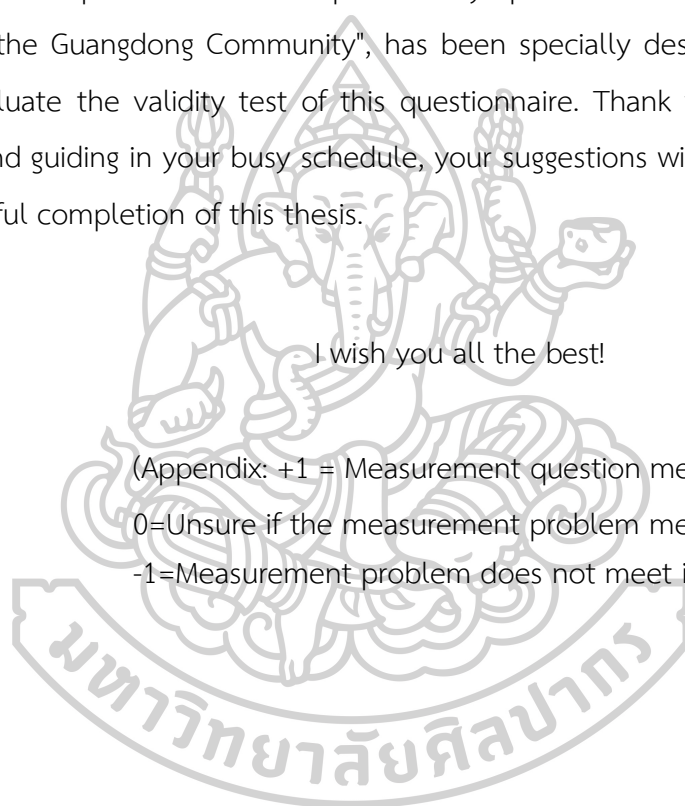 the Guangdong Community", has been specially des
luate the validity test of this questionnaire. Thank
nd guiding in your busy schedule, your suggestions wi
ful completion of this thesis.
I wish you all the best!
(Appendix: +1 = Measurement question me
0=Unsure if the measurement problem me
-1=Measurement problem does not meet i
มหาวิทยาลัยศิลปากร